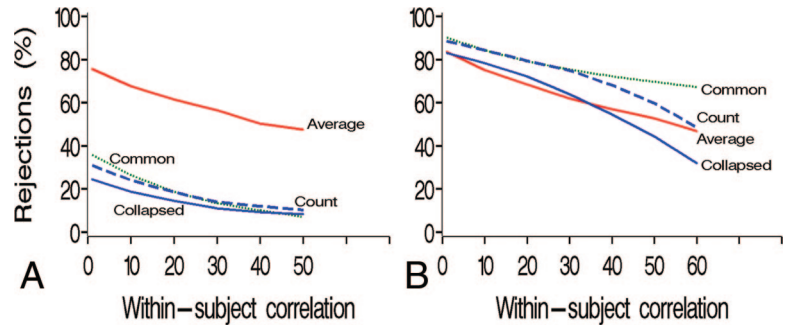 Rejections (%)
100
80
60
40
20
0
Average
Common
Collapsed
Count
0 10 20 30 40 50
A
Within-subject correlation
100
80
60
40
20
0
Common
Count
Average
Collapsed
0 10 20 30 40 50 60
B
Within-subject correlation